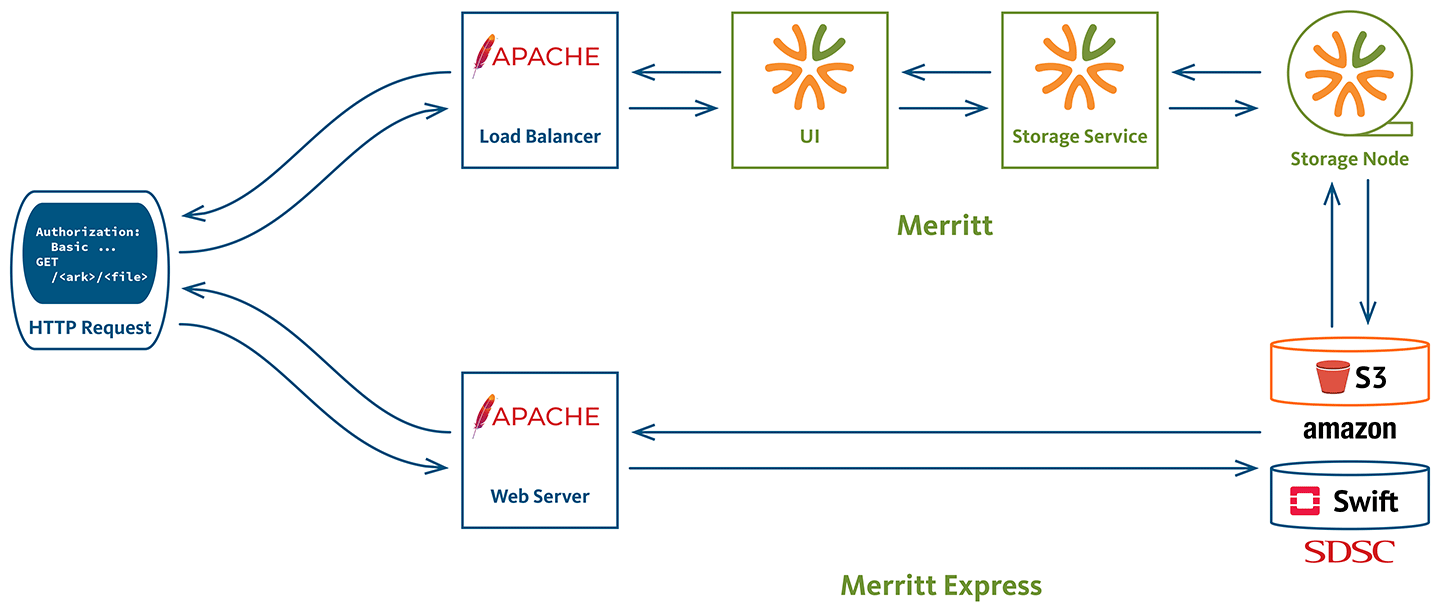 APACHE
Load Balancer
UI
Storage Service
Storage Node
Merritt
Authorization:
Basic ...
GET
/<ark>/<file>
HTTP Request
S3
amazon
APACHE
Web Server
Swift
SDSC
Merritt Express